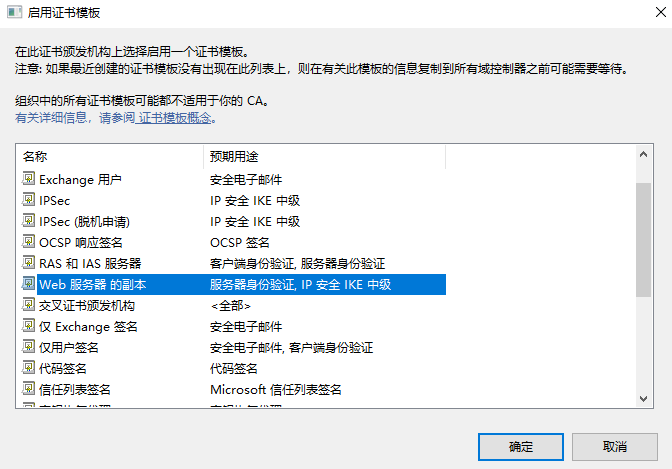 启用证书模板
在此证书颁发机构上选择启用一个证书模板。
注意: 如果最近创建的证书模板没有出现在此列表上，则在有关此模板的信息复制到所有域控制器之前可能需要等待。
组织中的所有证书模板可能都不适用于你的 CA。
有关详细信息，请参阅 证书模板概念。
名称 预期用途
Exchange 用户 安全电子邮件
IPSec IP 安全 IKE 中级
IPSec (脱机申请) IP 安全 IKE 中级
OCSP 响应签名 OCSP 签名
RAS 和 IAS 服务器 客户端身份验证, 服务器身份验证
Web 服务器 的副本 服务器身份验证, IP 安全 IKE 中级
交叉证书颁发机构 <全部>
仅 Exchange 签名 安全电子邮件
仅用户签名 安全电子邮件, 客户端身份验证
代码签名 代码签名
信任列表签名 Microsoft 信任列表签名
确定 取消